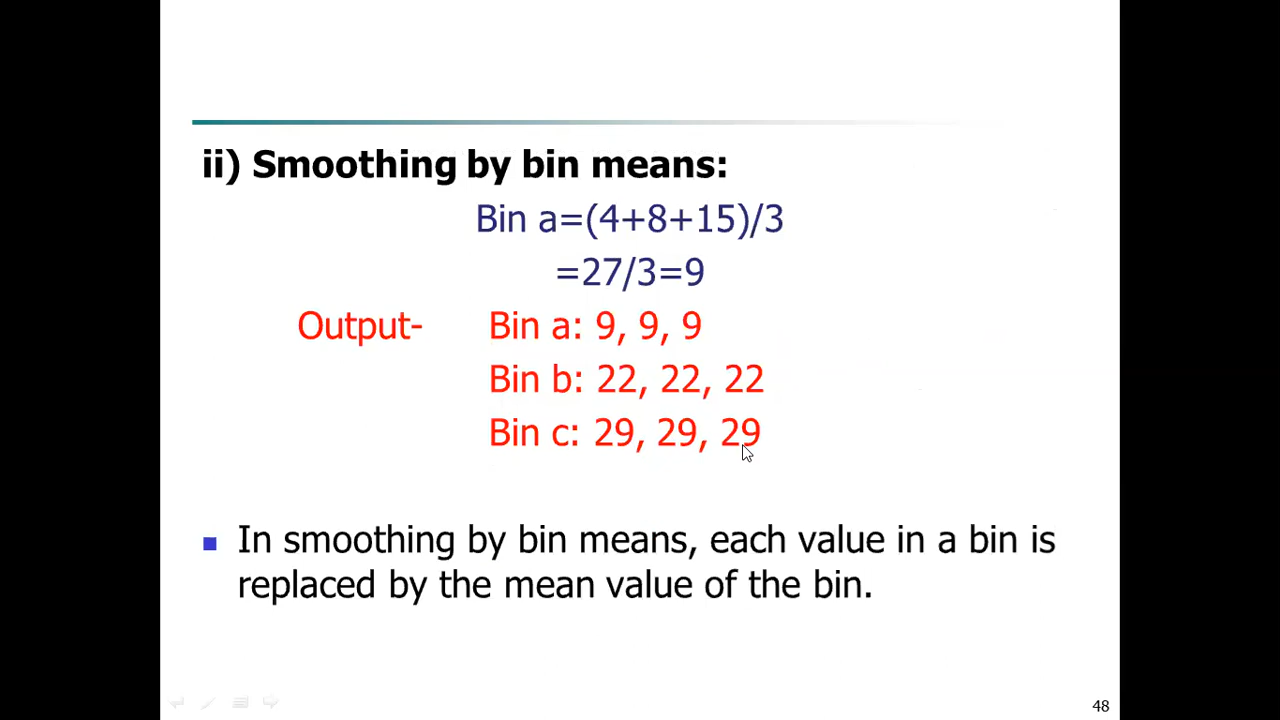 ii) Smoothing by bin means:
Bin a=(4+8+15)/3
=27/3=9
Output- Bin a: 9, 9, 9
Bin b: 22, 22, 22
Bin c: 29, 29, 29
In smoothing by bin means, each value in a bin is
replaced by the mean value of the bin.
48